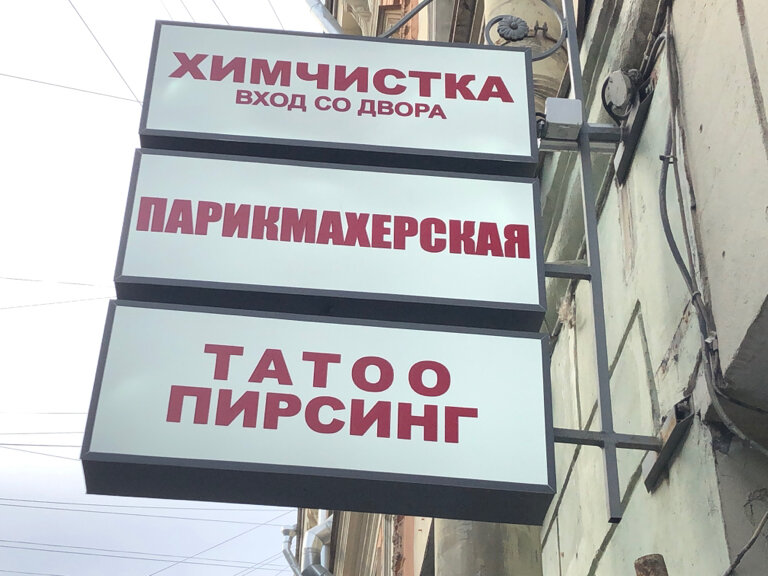 ХИМЧИСТКА
ВХОД СО ДВОРА
ПАРИКМАХЕРСКАЯ
ТАТОО
ПИРСИНГ